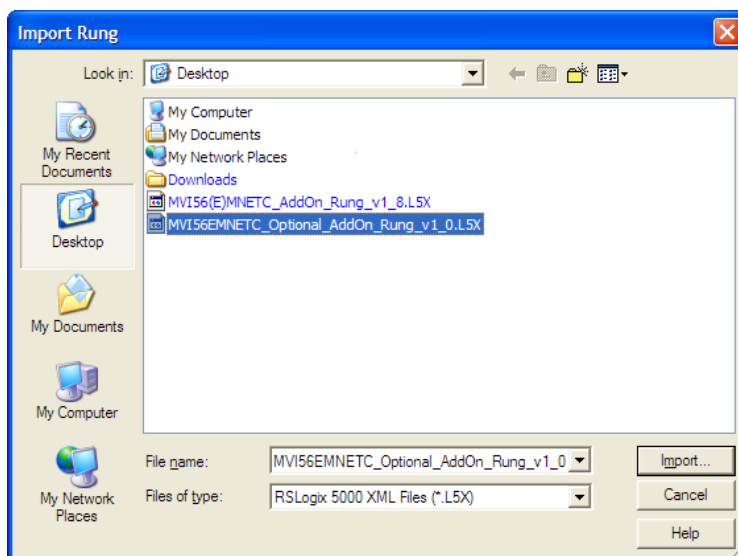 Import Rung
Look in:
Desktop
My Recent
Documents
Desktop
My Documents
My Computer
My Network
Places
My Computer
My Documents
My Network Places
Downloads
MVI56(E)MNETC_AddOn_Rung_v1_8.L5X
MVI56EMNETC_Optional_AddOn_Rung_v1_0.L5X
File name:
MVI56EMNETC_Optional_AddOn_Rung_v1_0
Import...
Files of type:
RSLogix 5000 XML Files (*.L5X)
Cancel
Help